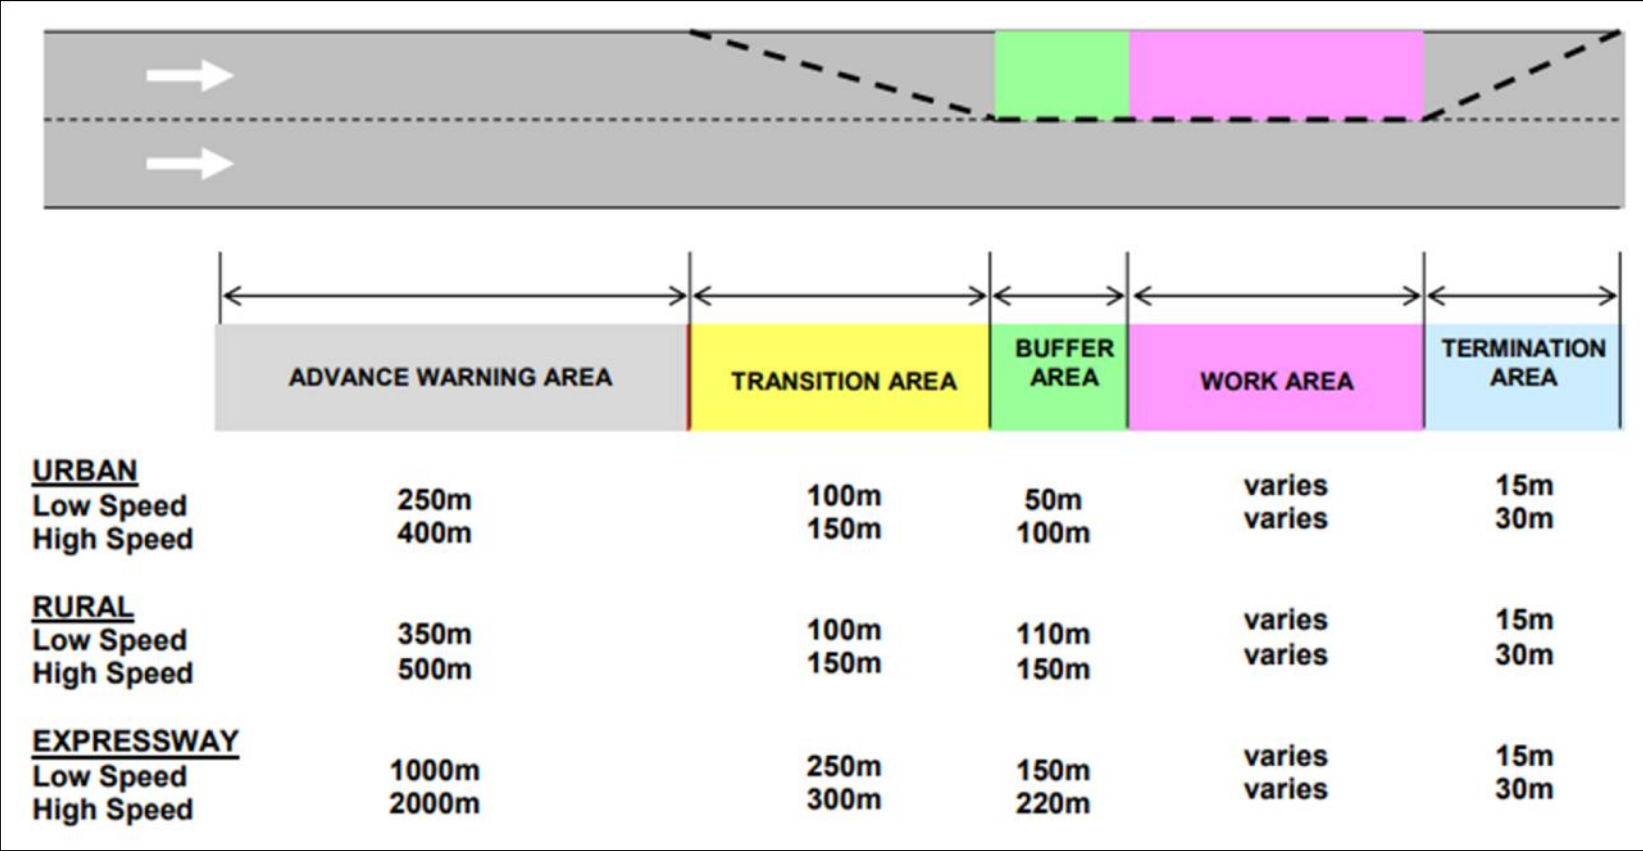 ADVANCE WARNING AREA
TRANSITION AREA
BUFFER
AREA
WORK AREA
TERMINATION
AREA
URBAN
Low Speed 250m 100m 50m varies 15m
High Speed 400m 150m 100m varies 30m
RURAL
Low Speed 350m 100m 110m varies 15m
High Speed 500m 150m 150m varies 30m
EXPRESSWAY
Low Speed 1000m 250m 150m varies 15m
High Speed 2000m 300m 220m varies 30m